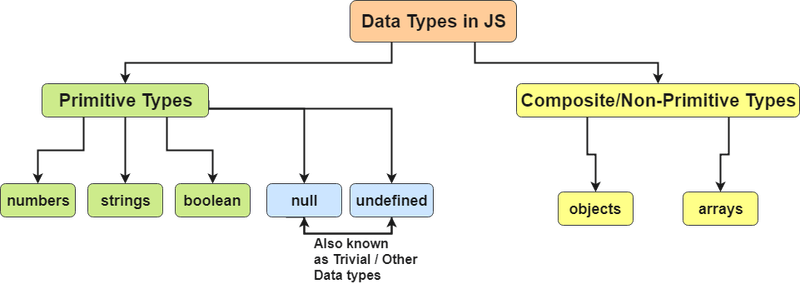 Data Types in JS
Primitive Types
Composite/Non-Primitive Types
numbers
strings
boolean
null
undefined
objects
arrays
Also known
as Trivial / Other
Data types